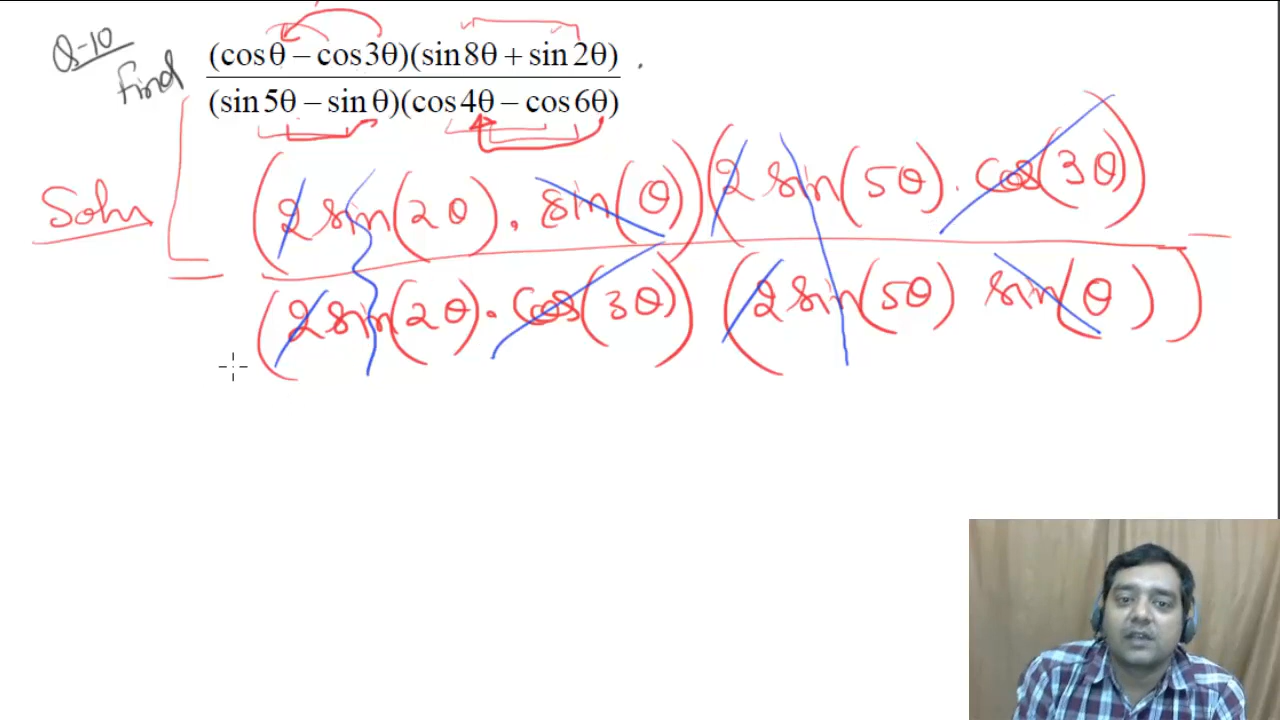 Q-10
Find (cosθ − cos3θ)(sin8θ + sin2θ) .
(sin5θ − sinθ)(cos4θ − cos6θ)
Soln (2 sin(2θ) . sin(θ)) (2 sin(5θ) . cos(3θ))
= (2 sin(2θ) . cos(3θ)) (2 sin(5θ) sin(θ))